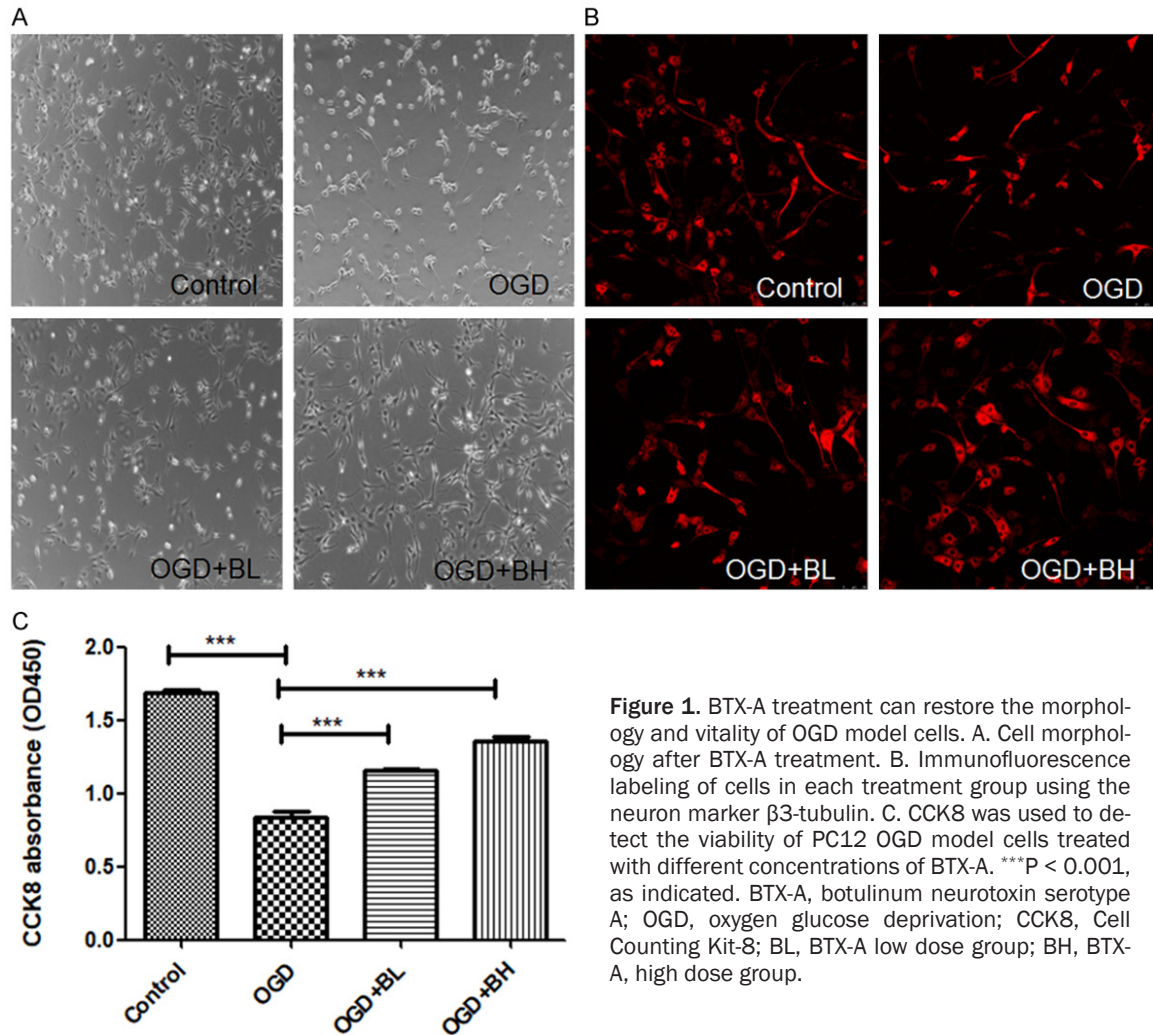 A
Control
OGD
OGD+BL
OGD+BH
B
Control
OGD
OGD+BL
OGD+BH
C
CCK8 absorbance (OD450)
2.0
1.5
1.0
0.5
0.0
***
***
***
Control
OGD
OGD+BL
OGD+BH
Figure 1. BTX-A treatment can restore the morphol-
ogy and vitality of OGD model cells. A. Cell morphol-
ogy after BTX-A treatment. B. Immunofluorescence
labeling of cells in each treatment group using the
neuron marker β3-tubulin. C. CCK8 was used to de-
tect the viability of PC12 OGD model cells treated
with different concentrations of BTX-A. ***P < 0.001,
as indicated. BTX-A, botulinum neurotoxin serotype
A; OGD, oxygen glucose deprivation; CCK8, Cell
Counting Kit-8; BL, BTX-A low dose group; BH, BTX-
A, high dose group.